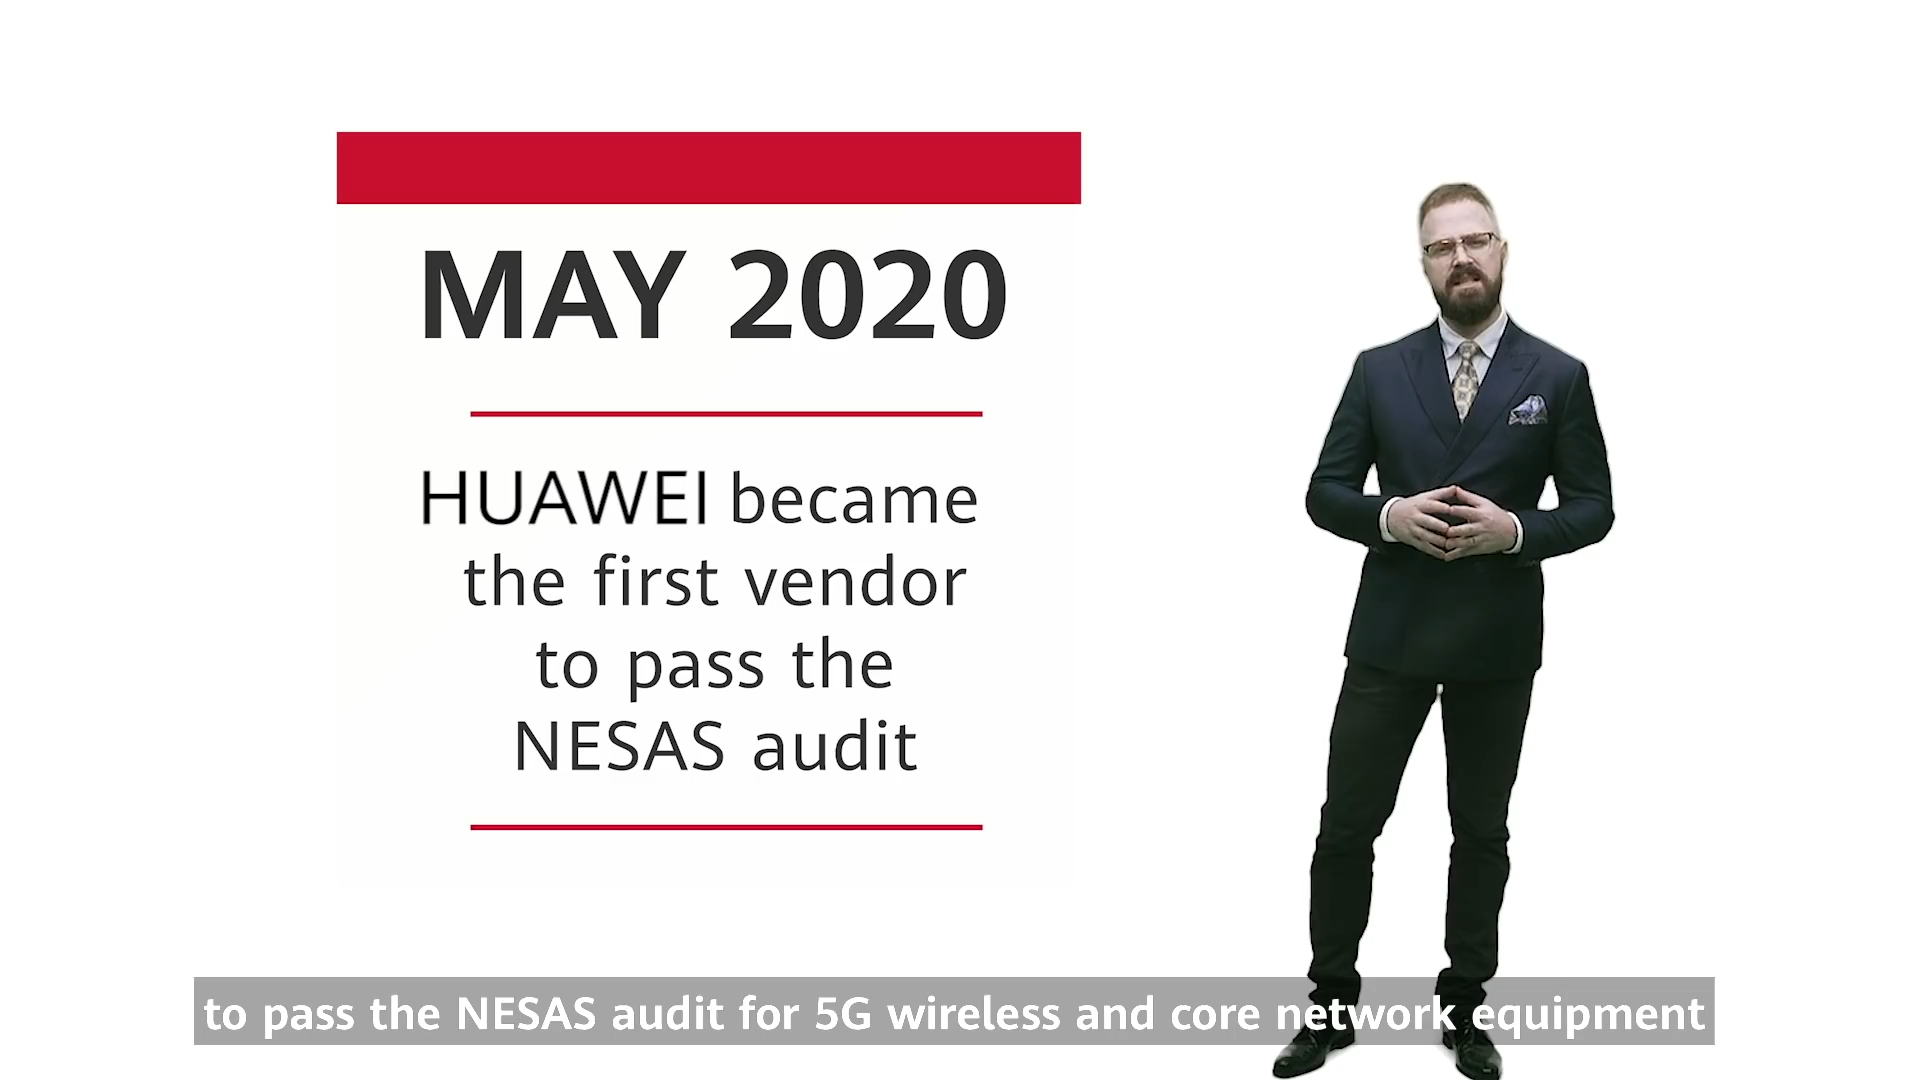 MAY 2020
HUAWEI became
the first vendor
to pass the
NESAS audit
to pass the NESAS audit for 5G wireless and core network equipment